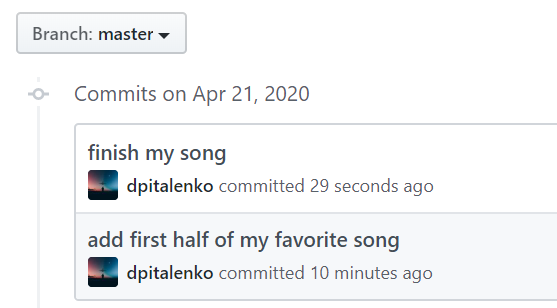 Branch: master
Commits on Apr 21, 2020
finish my song
dpitalenko committed 29 seconds ago
add first half of my favorite song
dpitalenko committed 10 minutes ago